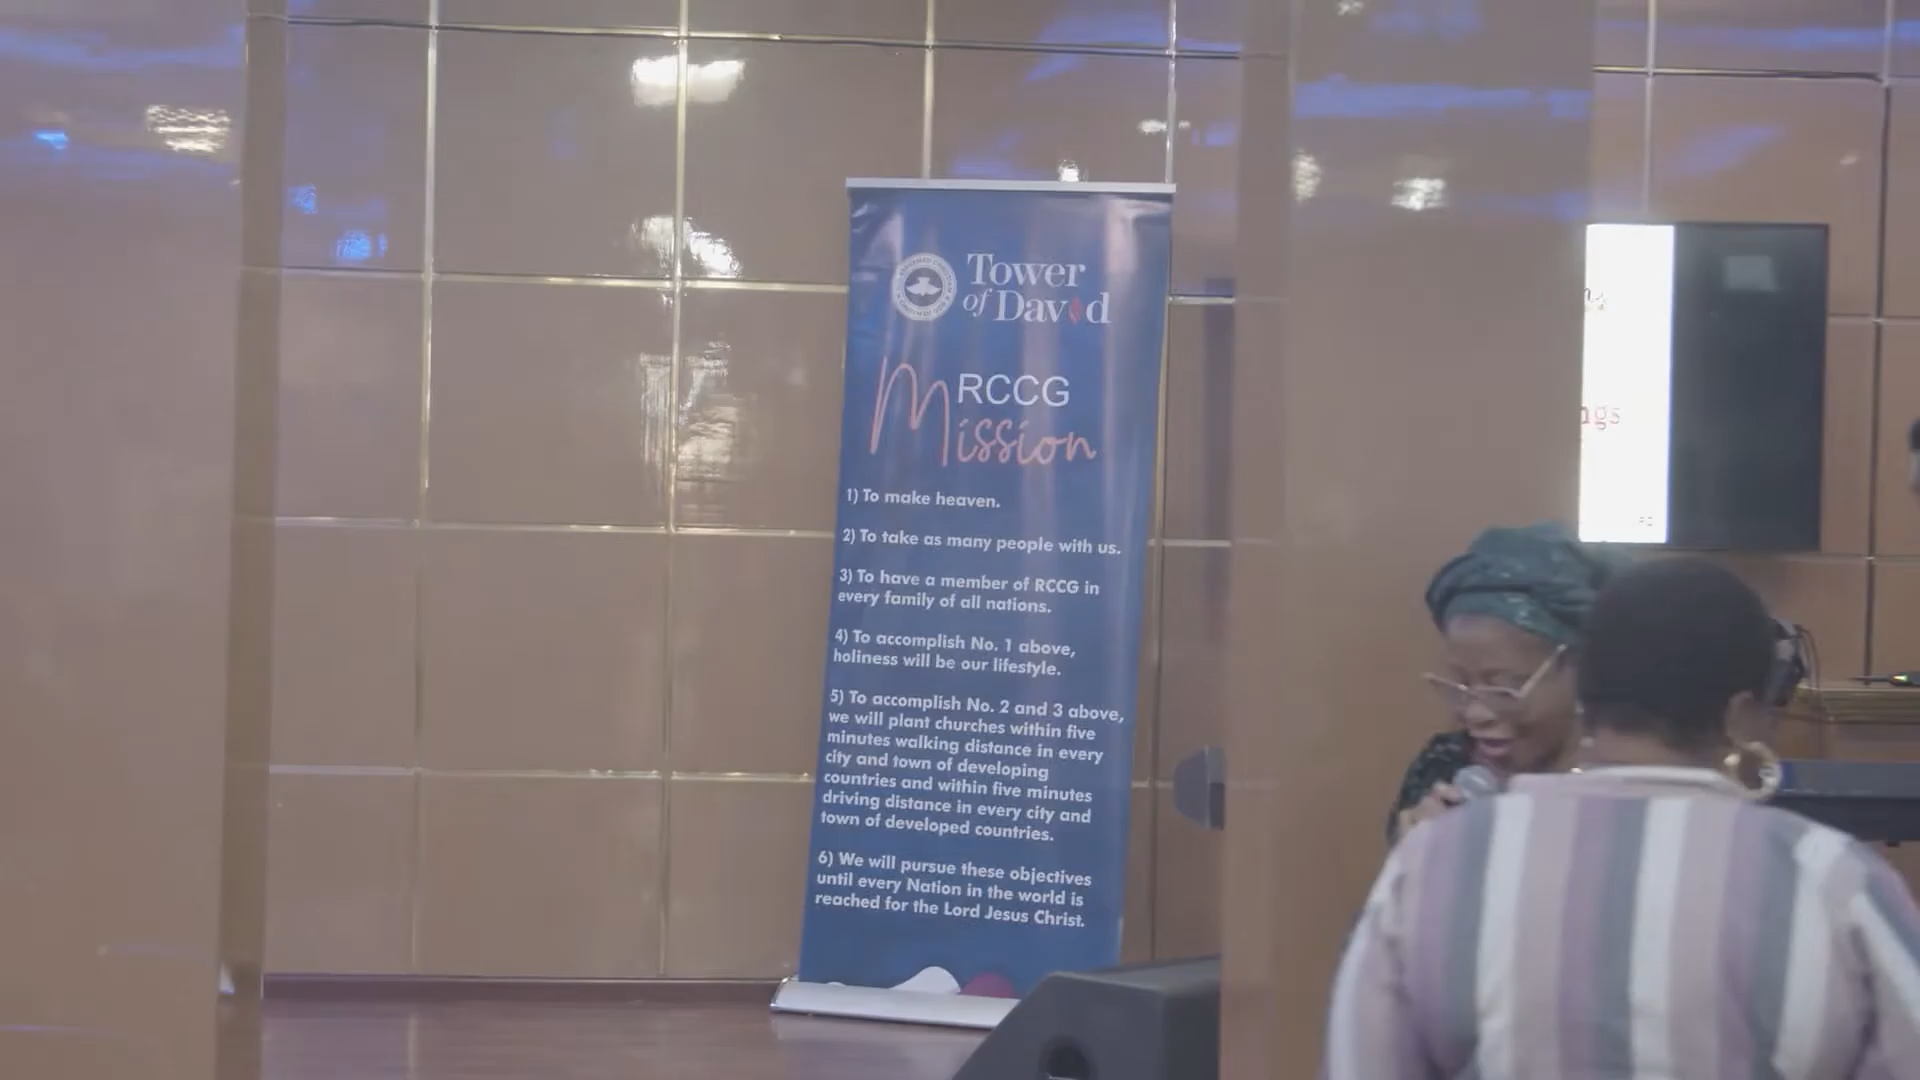 Tower
of David
RCCG
Mission
1) To make heaven.
2) To take as many people with us.
3) To have a member of RCCG in
every family of all nations.
4) To accomplish No. 1 above,
holiness will be our lifestyle.
5) To accomplish No. 2 and 3 above,
we will plant churches within five
minutes walking distance in every
city and town of developing
countries and within five minutes
driving distance in every city and
town of developed countries.
6) We will pursue these objectives
until every Nation in the world is
reached for the Lord Jesus Christ.
ngs